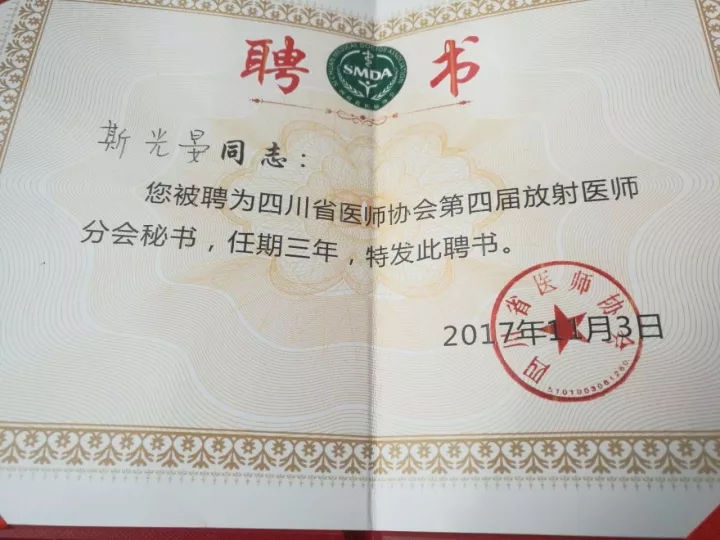 聘 SMDA 书
斯光晏同志：
您被聘为四川省医师协会第四届放射医师
分会秘书，任期三年，特发此聘书。
四川省医师协会
2017年11月3日
5101003081280